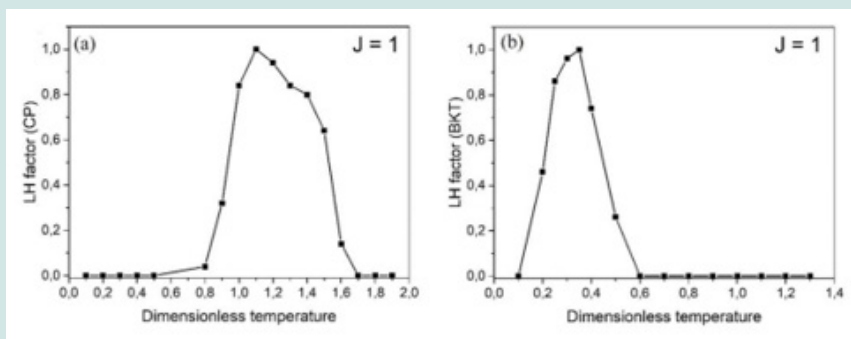 (a)
J = 1
LH factor (CP)
1,0
0,8
0,6
0,4
0,2
0,0
0,0 0,2 0,4 0,6 0,8 1,0 1,2 1,4 1,6 1,8 2,0
Dimensionless temperature
(b)
J = 1
LH factor (BKT)
1,0
0,8
0,6
0,4
0,2
0,0
0,0 0,2 0,4 0,6 0,8 1,0 1,2 1,4
Dimensionless temperature